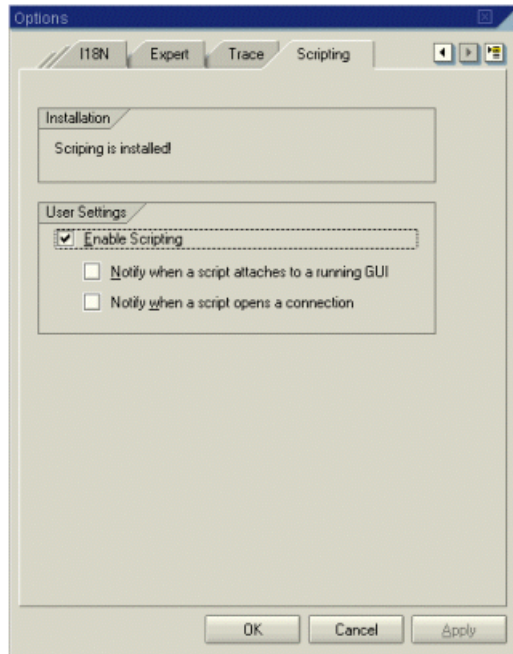 Options
I18N Expert Trace Scripting
Installation
Scriping is installed!
User Settings
Enable Scripting
Notify when a script attaches to a running GUI
Notify when a script opens a connection
OK Cancel Apply